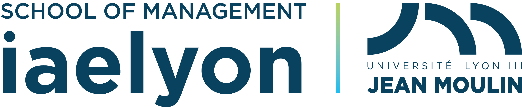 SCHOOL OF MANAGEMENT
iaelyon
UNIVERSITÉ LYON III
JEAN MOULIN